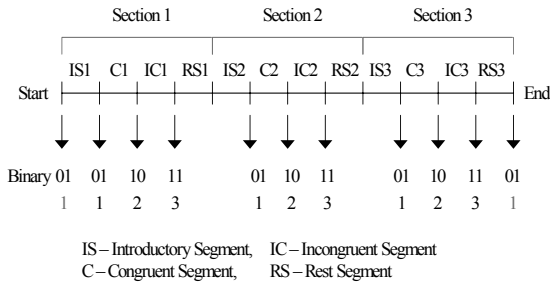 Section 1 Section 2 Section 3
IS1 C1 IC1 RS1 IS2 C2 IC2 RS2 IS3 C3 IC3 RS3
Start End
Binary 01 01 10 11 01 10 11 01 10 11 01
1 1 2 3 1 2 3 1 2 3 1
IS – Introductory Segment, IC – Incongruent Segment
C – Congruent Segment, RS – Rest Segment